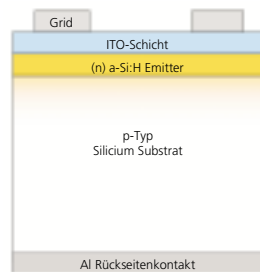 Grid
ITO-Schicht
(n) a-Si:H Emitter
p-Typ
Silicium Substrat
Al Rückseitenkontakt